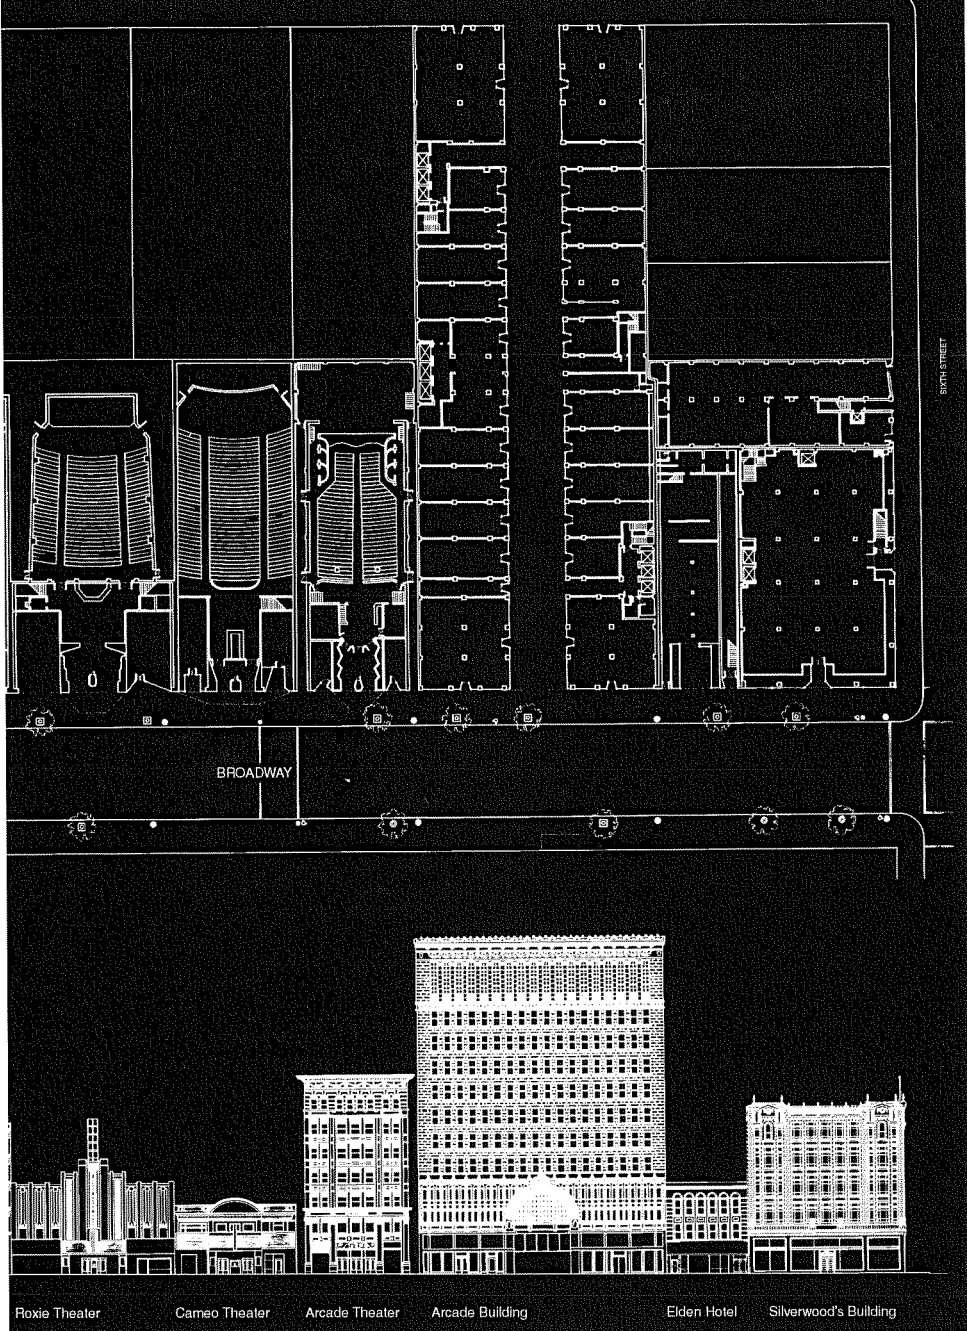 SIXTH STREET
BROADWAY
Roxie Theater
Cameo Theater
Arcade Theater
Arcade Building
Elden Hotel
Silverwood's Building